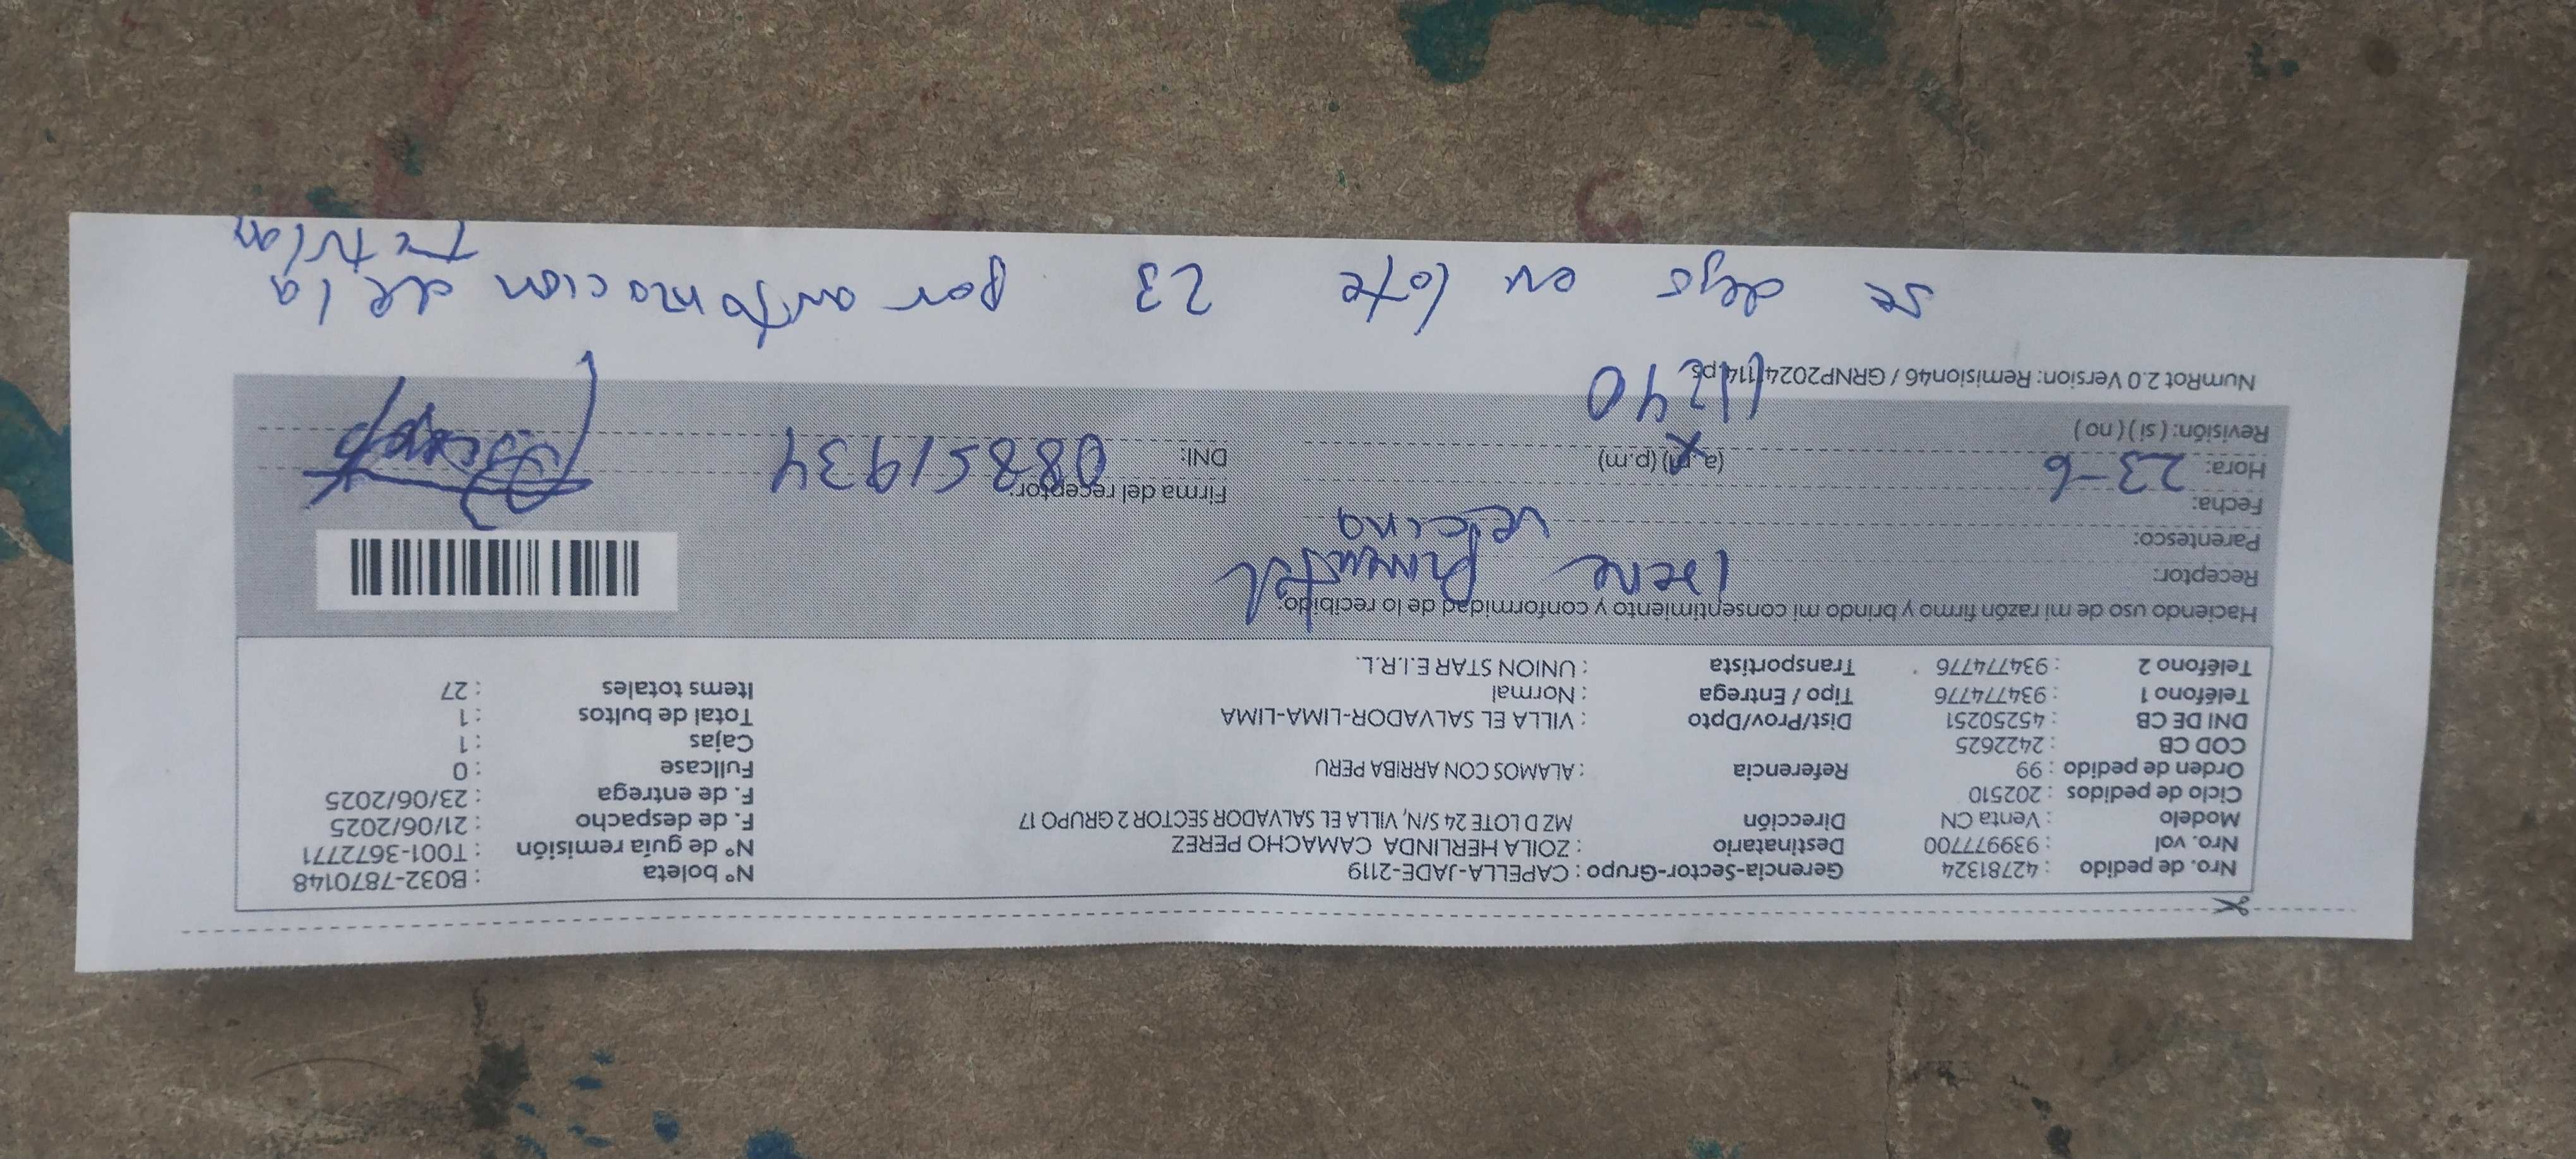 Nro. de pedido : 42781324 Gerencia-Sector-Grupo : CAPELLA-JADE-2119 N° boleta : B032-7870148
Nro. vol : 939977700 Destinatario : ZOILA HERLINDA CAMACHO PEREZ N° de guía remisión : T001-3672771
Modelo : Venta CN Dirección MZ D LOTE 24 S/N, VILLA EL SALVADOR SECTOR 2 GRUPO 17 F. de despacho : 21/06/2025
Ciclo de pedidos : 202510 F. de entrega : 23/06/2025
Orden de pedido : 99 Referencia : ALAMOS CON ARRIBA PERU Fullcase : 0
COD CB : 2422625 Cajas : 1
DNI DE CB : 45250251 Dist/Prov/Dpto : VILLA EL SALVADOR-LIMA-LIMA Total de bultos : 1
Teléfono 1 : 934774776 Tipo / Entrega : Normal Items totales : 27
Teléfono 2 : 934774776 Transportista : UNION STAR E.I.R.L.
Haciendo uso de mi razón firmo y brindo mi consentimiento y conformidad de lo recibido:
Receptor: Irene Pimentel
Parentesco: vecina
Fecha: 23-6 Firma del receptor:
Hora: (a.m) (p.m) DNI: 08851934
Revisión: ( si ) ( no ) 11240
NumRot 2.0 Version: Remision46 / GRNP20241114.ps
se dejo en lote 23 por autorización de la
Titular